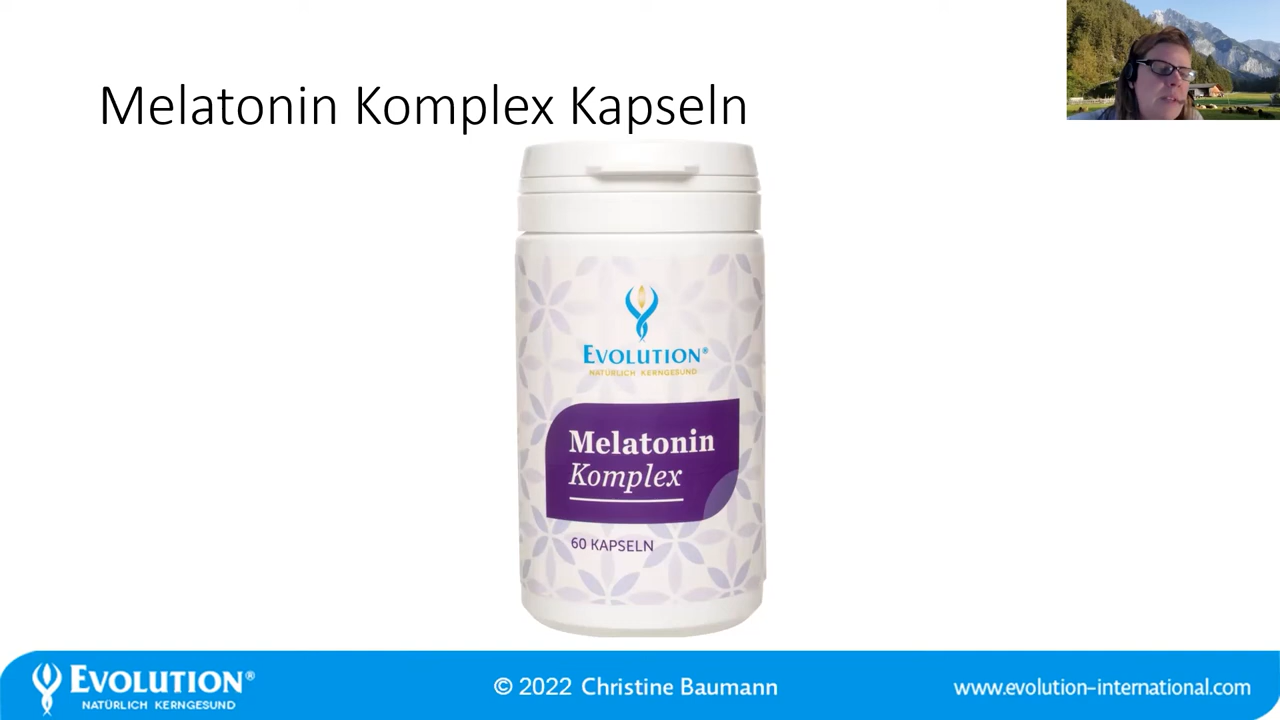 Melatonin Komplex Kapseln
EVOLUTION®
NATÜRLICH KERNGESUND
Melatonin
Komplex
60 KAPSELN
EVOLUTION®
NATÜRLICH KERNGESUND
© 2022 Christine Baumann
www.evolution-international.com